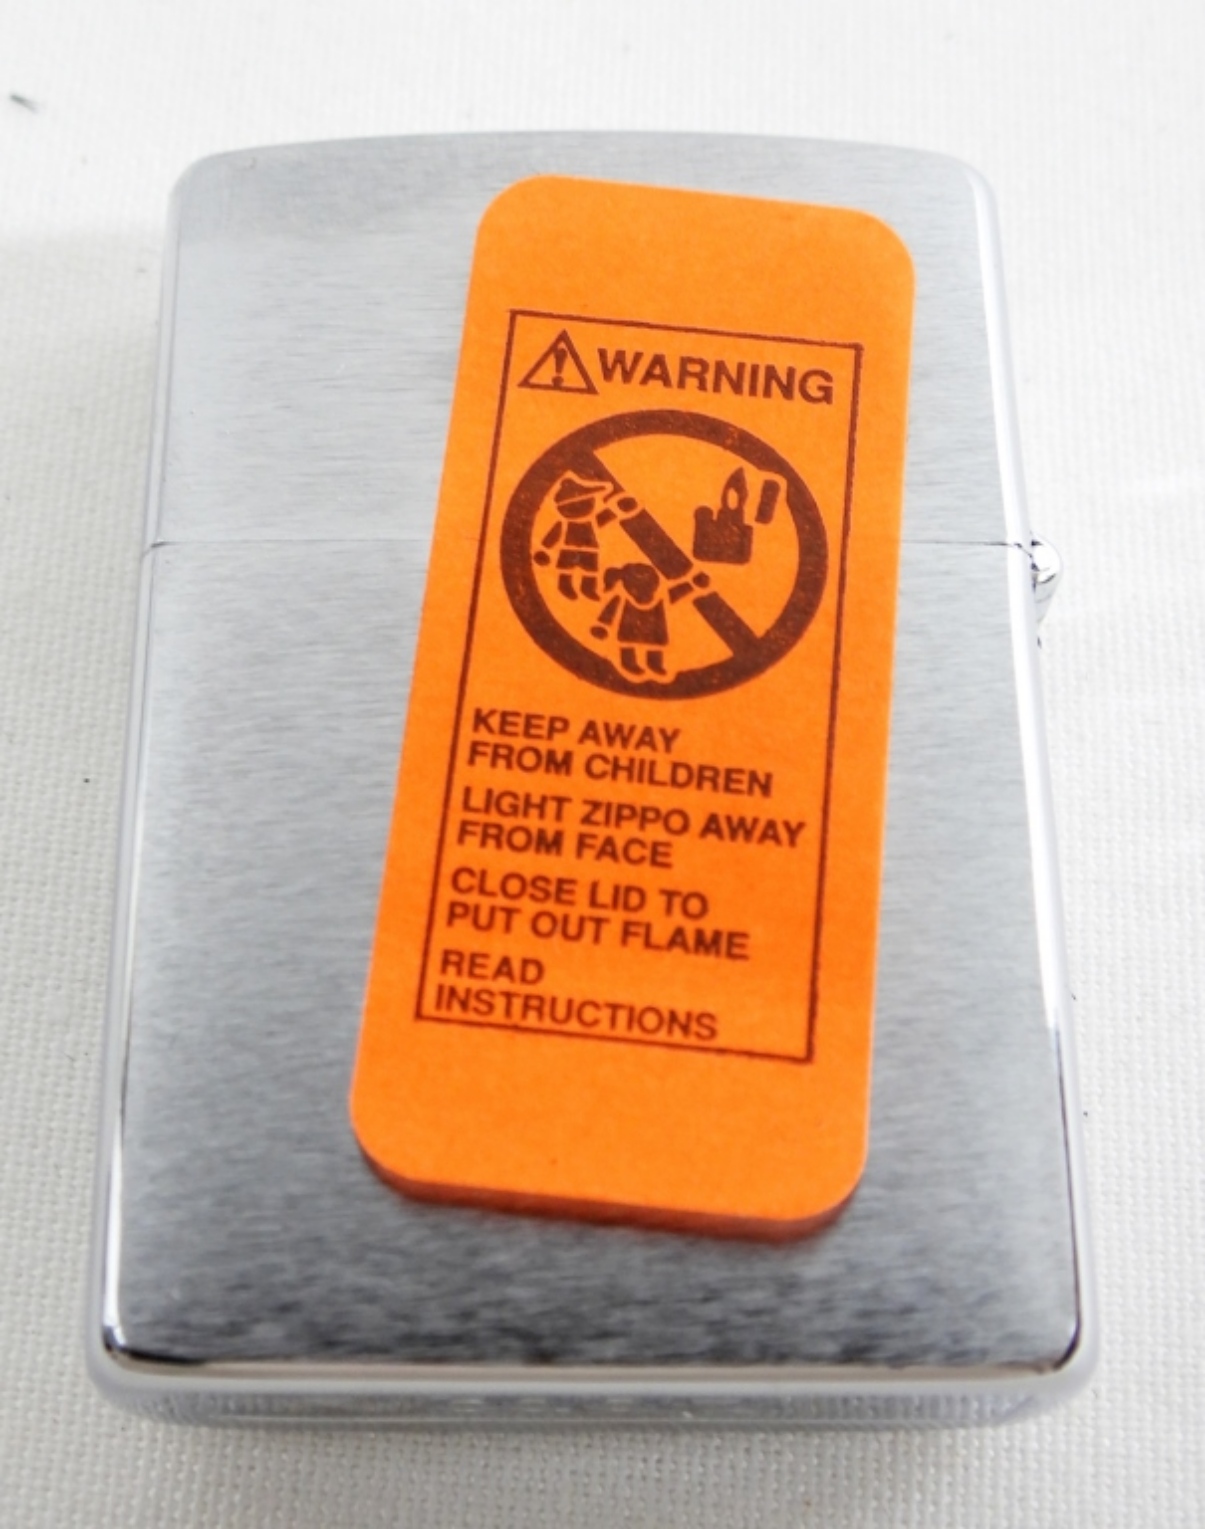 WARNING
KEEP AWAY
FROM CHILDREN
LIGHT ZIPPO AWAY
FROM FACE
CLOSE LID TO
PUT OUT FLAME
READ
INSTRUCTIONS